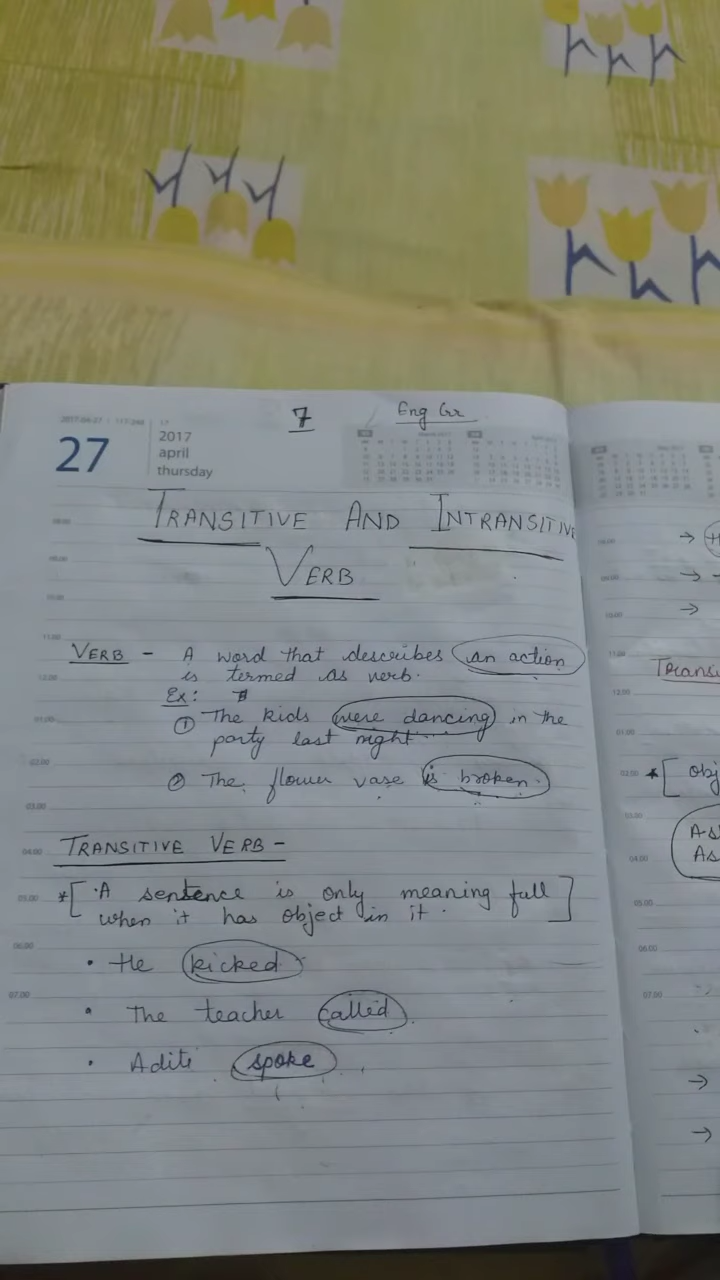 7
Eng Gr
27
2017
april
thursday
TRANSITIVE AND INTRANSITIVE
VERB
VERB - A word that describes an action
is termed as verb.
Ex:
① The kids were dancing in the
party last night
② The flower vase is broken.
TRANSITIVE VERB -
*[ ·A sentence is only meaning full ]
when it has object in it.
• He kicked
• The teacher called
• Aditi spoke
→
→
→
Transi
*[ obj
As
As
→
→